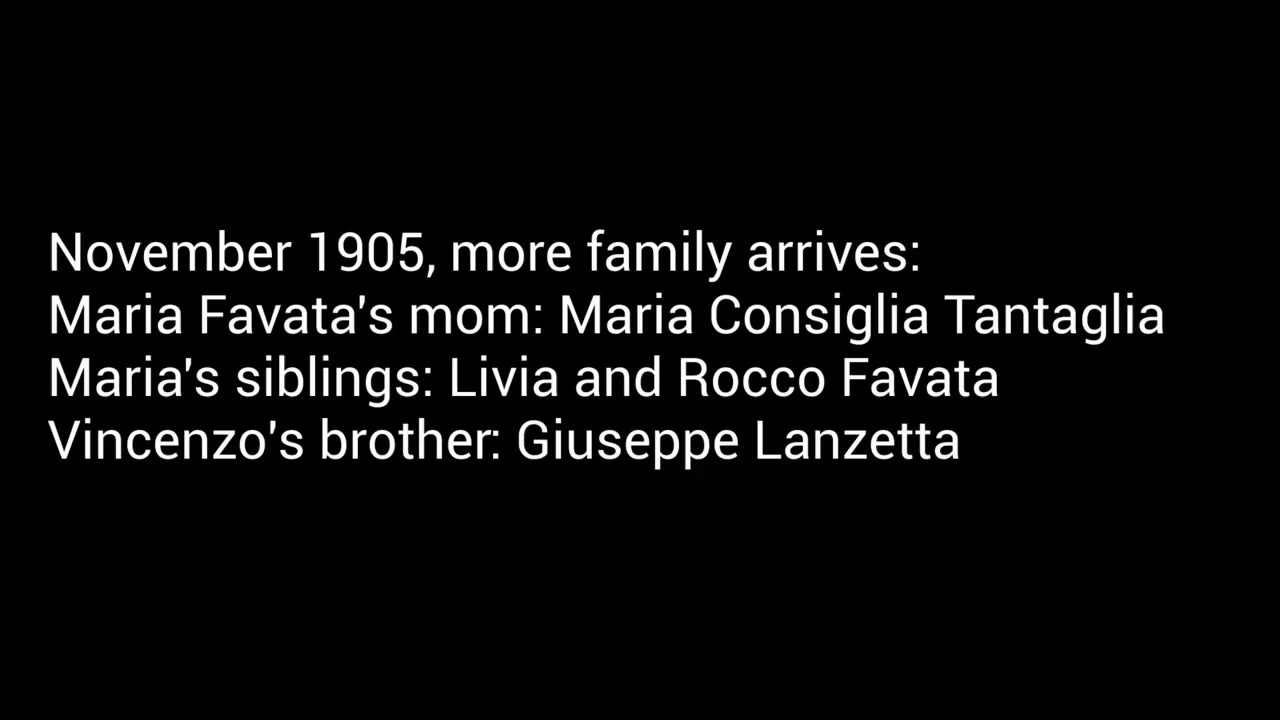 November 1905, more family arrives:
Maria Favata's mom: Maria Consiglia Tantaglia
Maria's siblings: Livia and Rocco Favata
Vincenzo's brother: Giuseppe Lanzetta